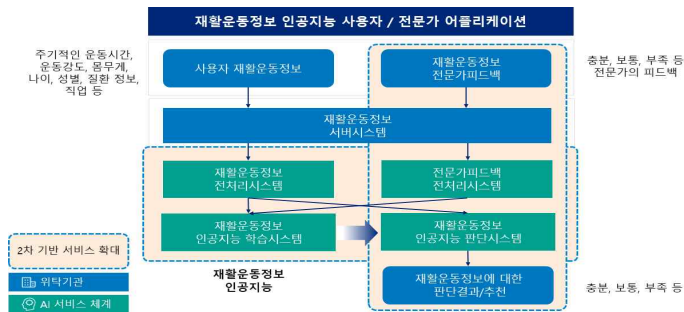 재활운동정보 인공지능 사용자 / 전문가 어플리케이션
주기적인 운동시간,
운동강도, 몸무게,
나이, 성별, 질환 정보,
직업 등
사용자 재활운동정보
재활운동정보
전문가피드백
충분, 보통, 부족 등
전문가의 피드백
재활운동정보
서버시스템
재활운동정보
전처리시스템
전문가피드백
전처리시스템
재활운동정보
인공지능 학습시스템
재활운동정보
인공지능 판단시스템
재활운동정보
인공지능
재활운동정보에 대한
판단결과/추천
충분, 보통, 부족 등
2차 기반 서비스 확대
위탁기관
AI 서비스 체계